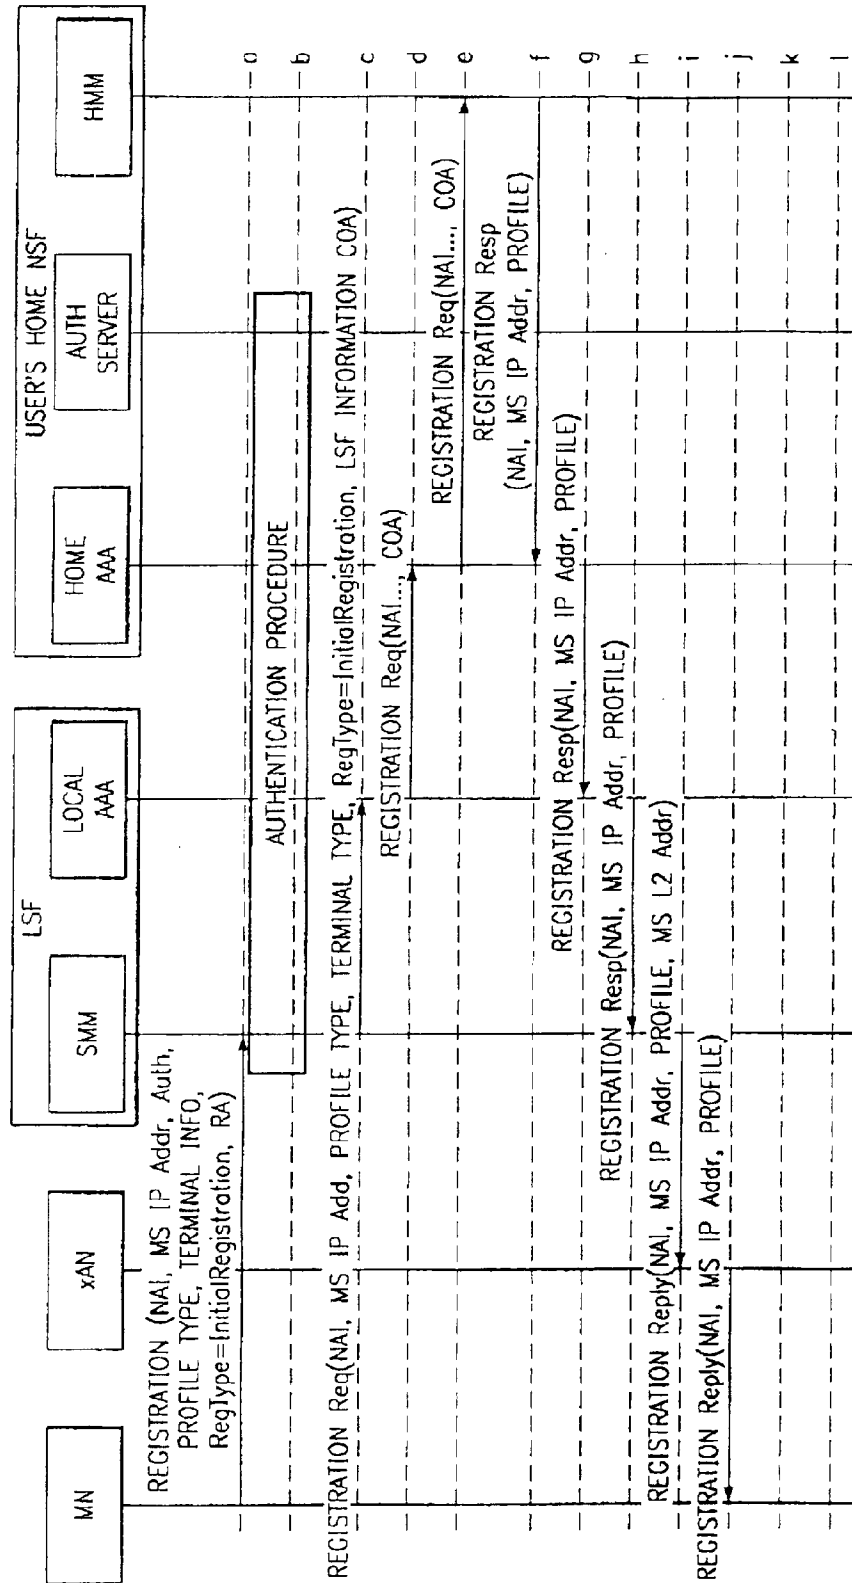 LSF
USER'S HOME NSF
MN
xAN
SMM
LOCAL
AAA
HOME
AAA
AUTH
SERVER
HMM
REGISTRATION (NAI, MS IP Addr, Auth,
PROFILE TYPE, TERMINAL INFO,
RegType=InitialRegistration, RA)
a
AUTHENTICATION PROCEDURE
b
REGISTRATION Req(NAI, MS IP Add, PROFILE TYPE, TERMINAL TYPE, RegType=InitialRegistration, LSF INFORMATION COA)
c
REGISTRATION Req(NAI..., COA)
d
REGISTRATION Req(NAI..., COA)
e
REGISTRATION Resp
(NAI, MS IP Addr, PROFILE)
f
REGISTRATION Resp(NAI, MS IP Addr, PROFILE)
g
REGISTRATION Resp(NAI, MS IP Addr, PROFILE)
h
REGISTRATION Reply(NAI, MS IP Addr, PROFILE, MS L2 Addr)
i
REGISTRATION Reply(NAI, MS IP Addr, PROFILE)
j
k
l